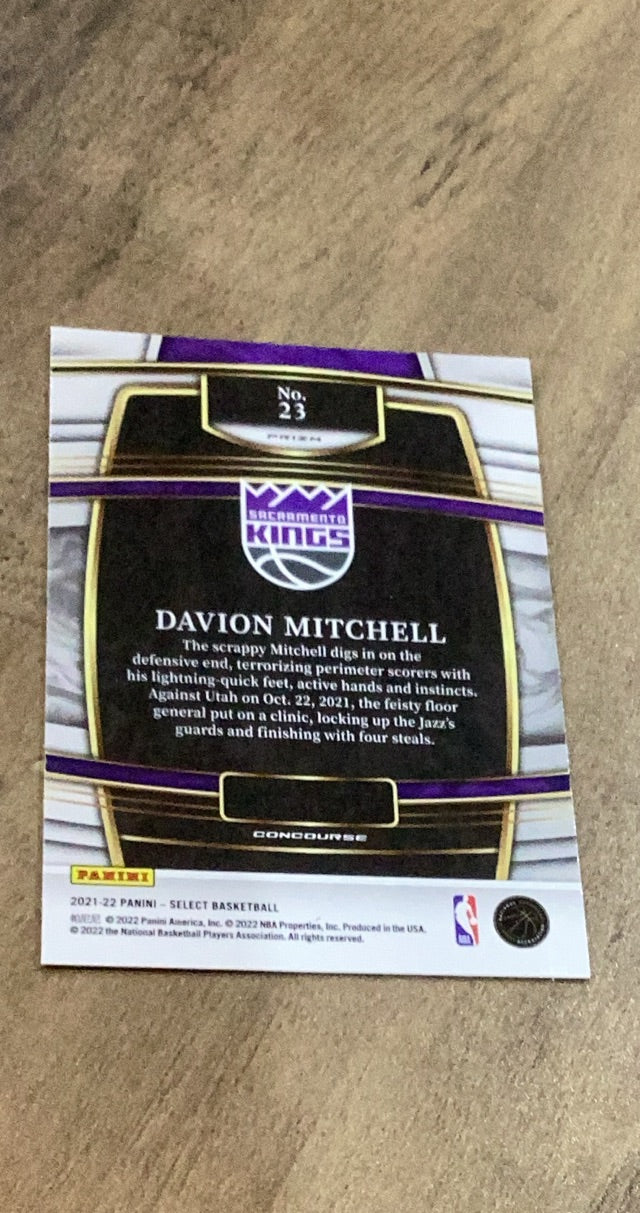 No.
23
PRIZM
SACRAMENTO
KINGS
DAVION MITCHELL
The scrappy Mitchell digs in on the
defensive end, terrorizing perimeter scorers with
his lightning-quick feet, active hands and instincts.
Against Utah on Oct. 22, 2021, the feisty floor
general put on a clinic, locking up the Jazz's
guards and finishing with four steals.
CONCOURSE
PANINI
2021-22 PANINI – SELECT BASKETBALL
© 2022 Panini America, Inc. © 2022 NBA Properties, Inc. Produced in the USA.
© 2022 the National Basketball Players Association. All rights reserved.